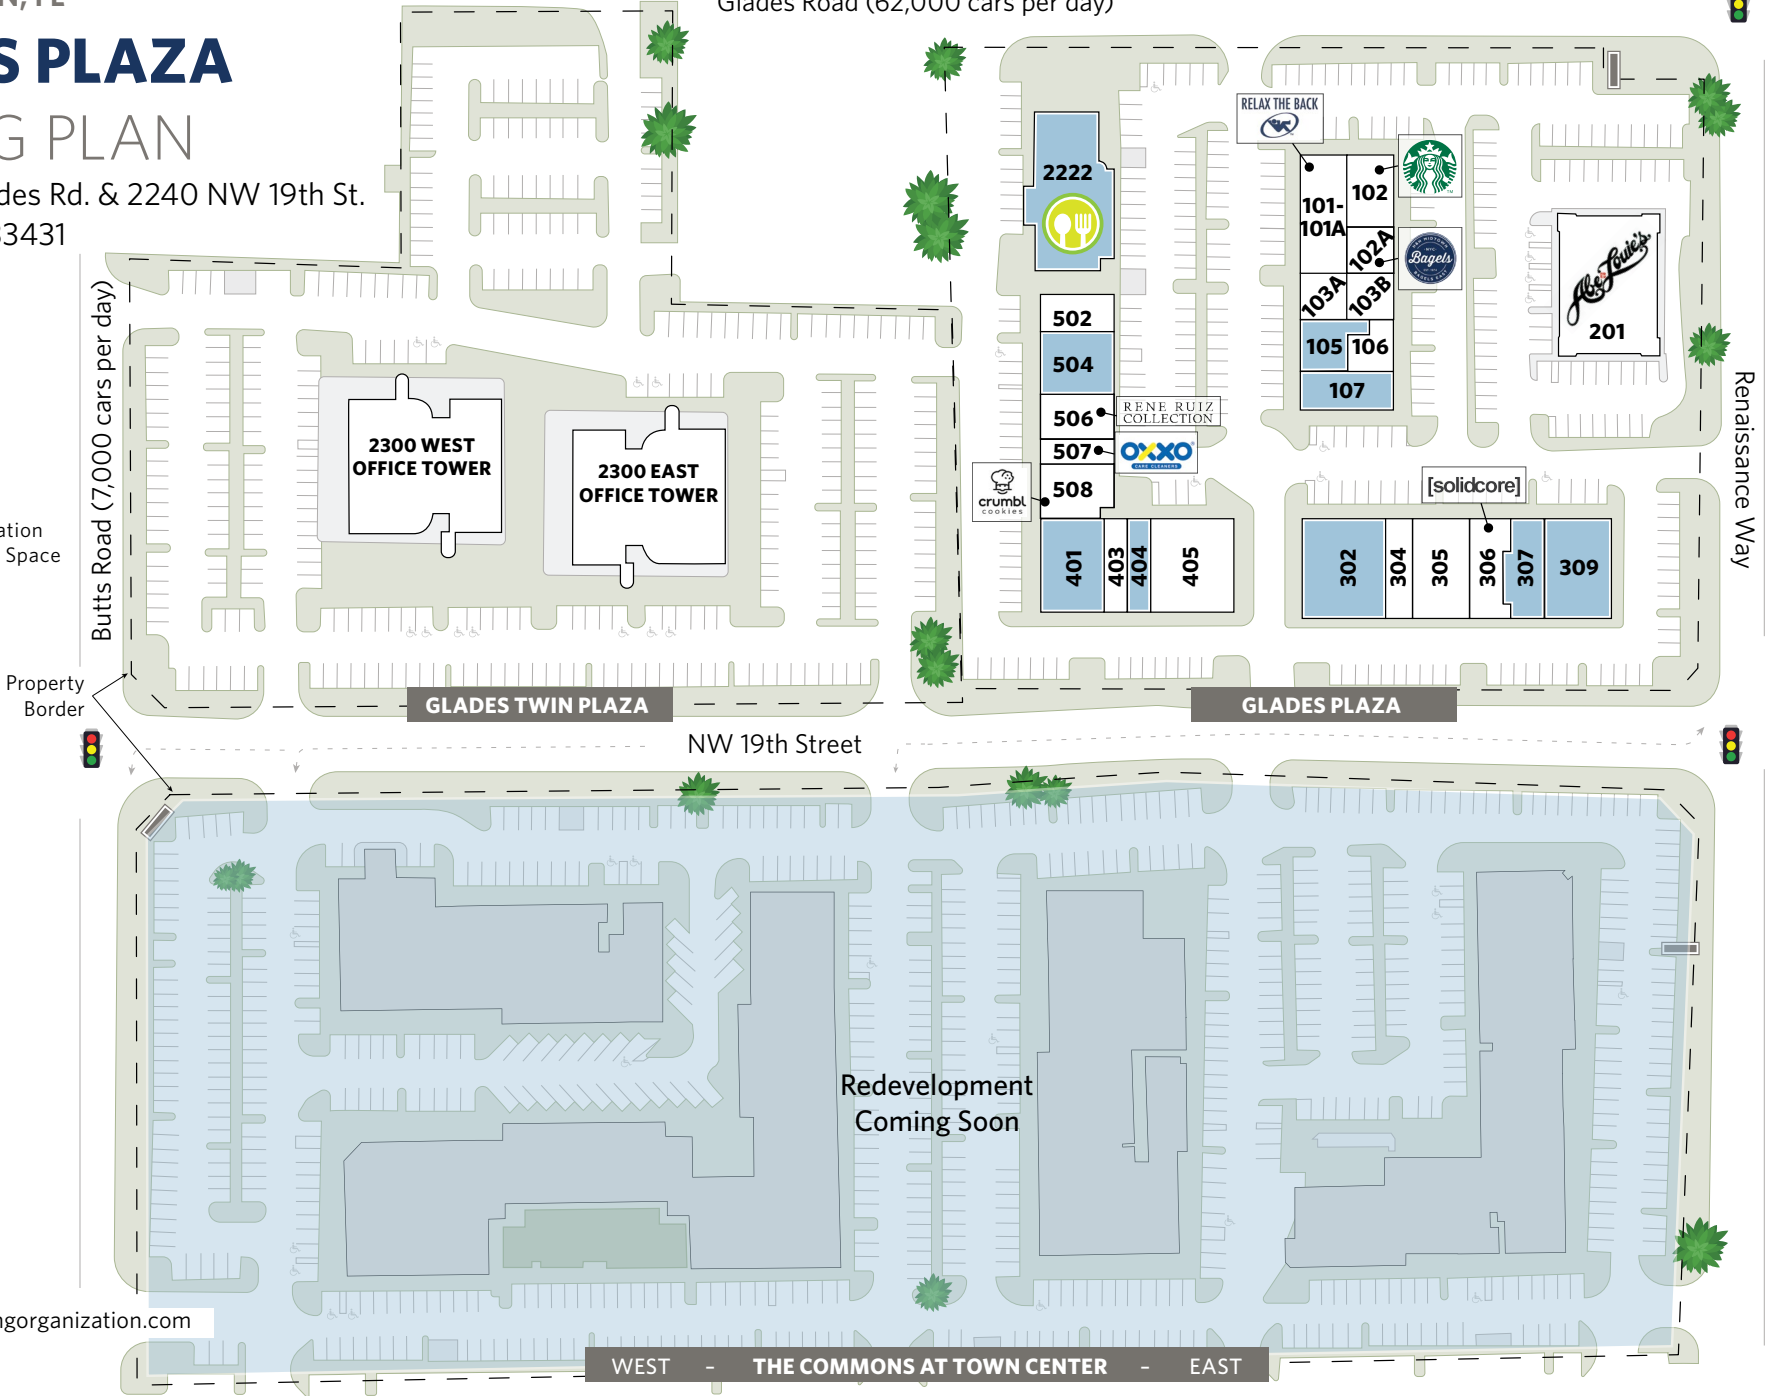 Glades Road (62,000 cars per day)
S PLAZA
G PLAN
des Rd. & 2240 NW 19th St.
33431
Butts Road (7,000 cars per day)
ation
Space
Property
Border
2300 WEST
OFFICE TOWER
2300 EAST
OFFICE TOWER
GLADES TWIN PLAZA
2222
502
504
506
RENE RUIZ
COLLECTION
507
OXXO
CARE CLEANERS
508
crumbl
cookies
401
403
404
405
RELAX THE BACK
101-
101A
102
102A
Bagels
103A
103B
105
106
107
Abe & Louie's
201
[solidcore]
302
304
305
306
307
309
GLADES PLAZA
Renaissance Way
NW 19th Street
Redevelopment
Coming Soon
ngorganization.com
WEST - THE COMMONS AT TOWN CENTER - EAST